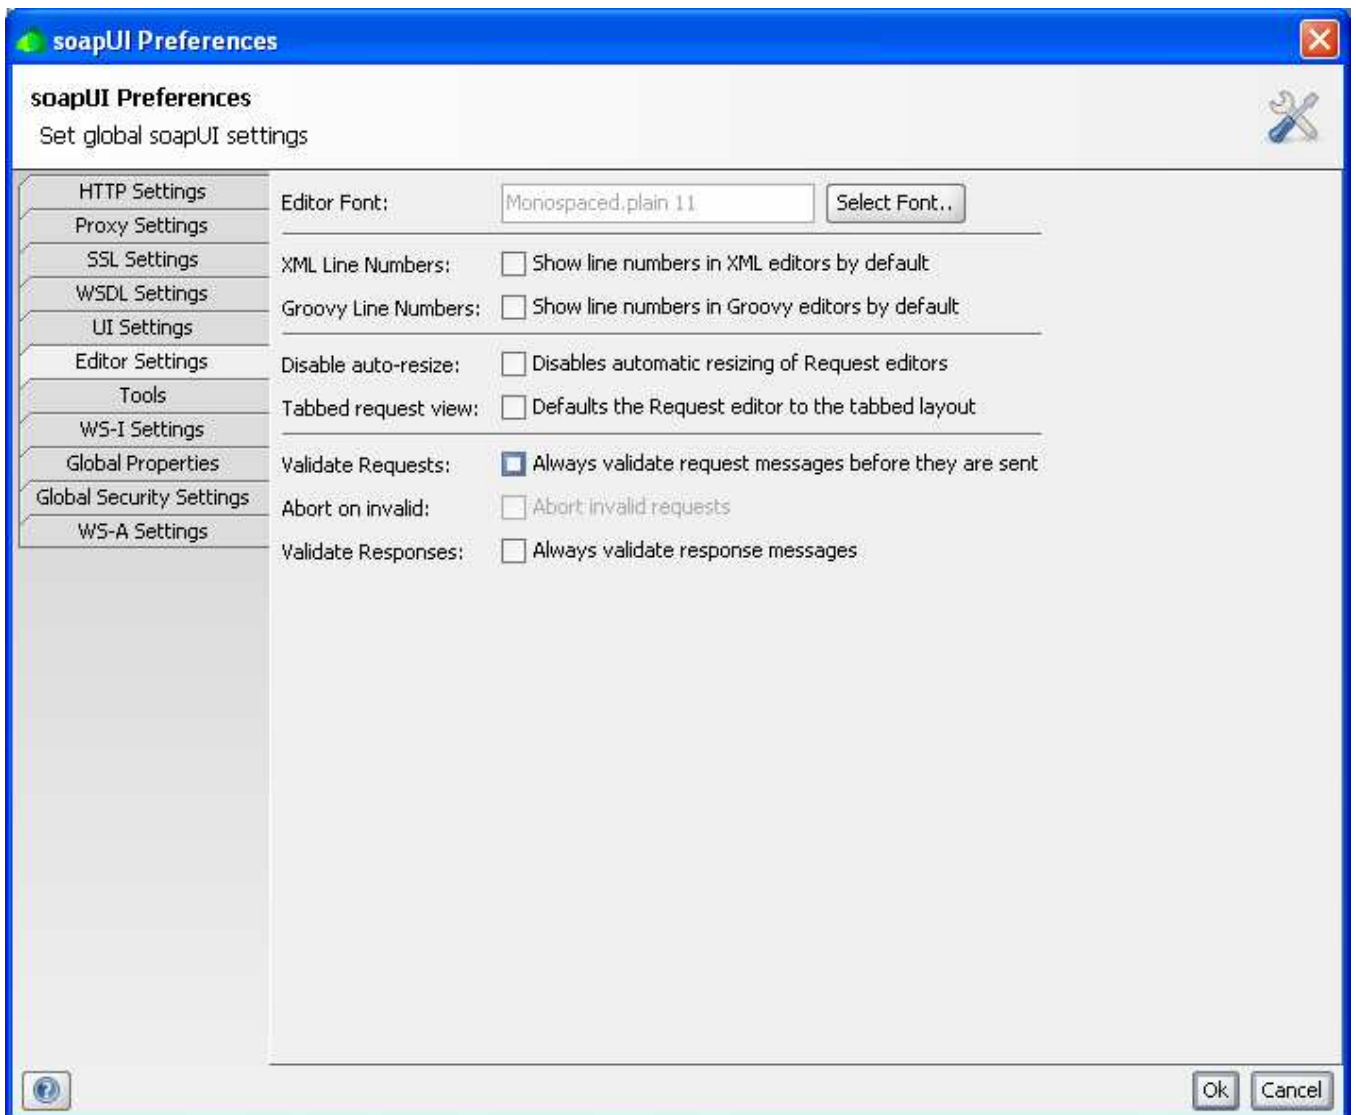 soapUI Preferences
soapUI Preferences
Set global soapUI settings
HTTP Settings
Proxy Settings
SSL Settings
WSDL Settings
UI Settings
Editor Settings
Tools
WS-I Settings
Global Properties
Global Security Settings
WS-A Settings
Editor Font: Monospaced.plain 11 Select Font..
XML Line Numbers: Show line numbers in XML editors by default
Groovy Line Numbers: Show line numbers in Groovy editors by default
Disable auto-resize: Disables automatic resizing of Request editors
Tabbed request view: Defaults the Request editor to the tabbed layout
Validate Requests: Always validate request messages before they are sent
Abort on invalid: Abort invalid requests
Validate Responses: Always validate response messages
Ok Cancel